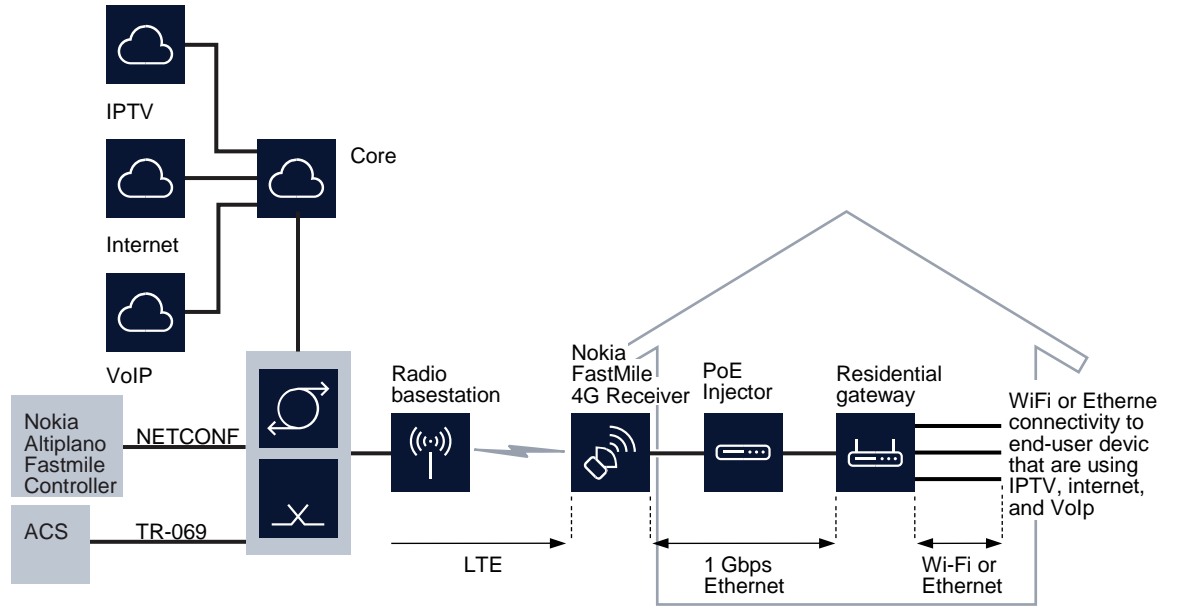 IPTV
Core
Internet
VoIP
Nokia
Altiplano
Fastmile
Controller
NETCONF
ACS
TR-069
Radio
basestation
Nokia
FastMile
4G Receiver
PoE
Injector
Residential
gateway
WiFi or Etherne
connectivity to
end-user devic
that are using
IPTV, internet,
and VoIp
LTE
1 Gbps
Ethernet
Wi-Fi or
Ethernet